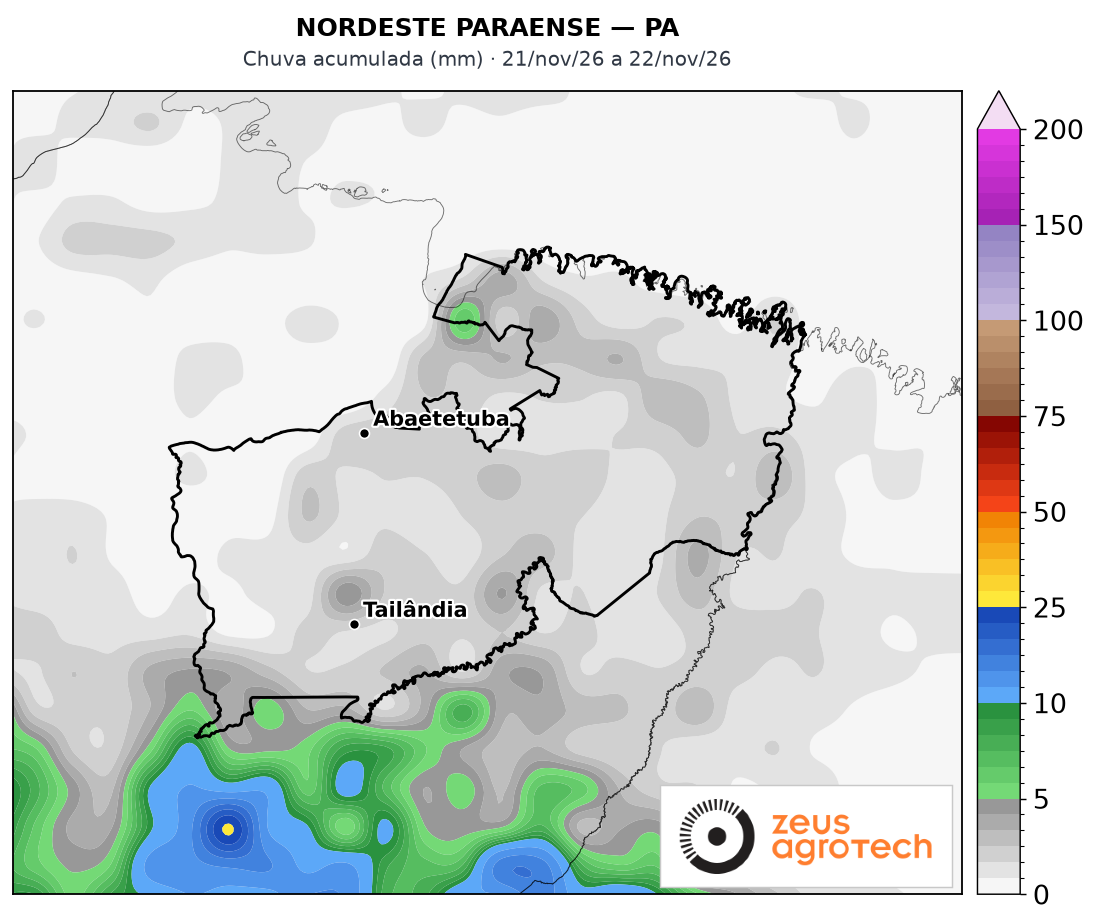 NORDESTE PARAENSE — PA
Chuva acumulada (mm) · 21/nov/26 a 22/nov/26
200
150
100
75
50
25
10
5
0
Abaetetuba
Tailândia
zeus
agrotech